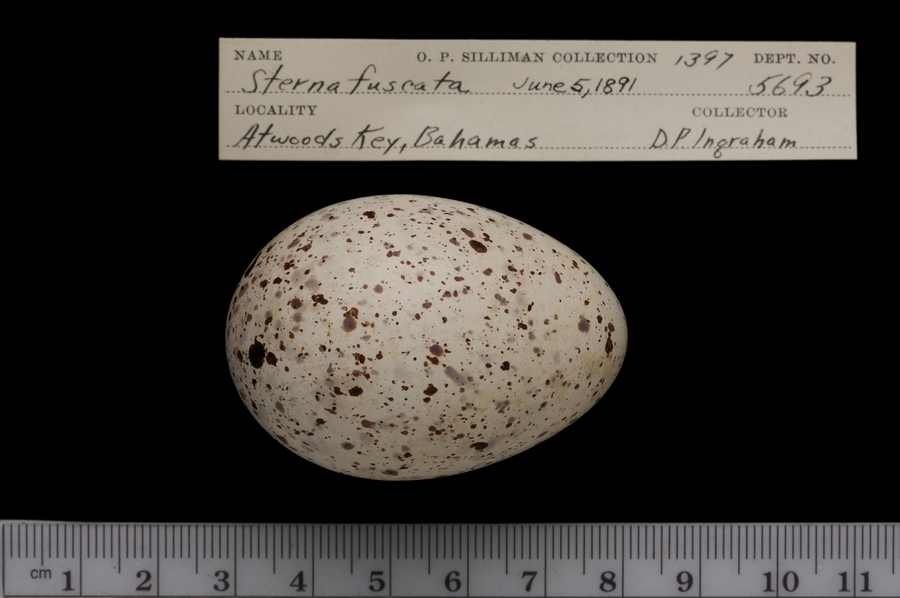 NAME O. P. SILLIMAN COLLECTION 1397 DEPT. NO.
Sterna fuscata June 5, 1891 5693
LOCALITY COLLECTOR
Atwoods Key, Bahamas D.P. Ingraham
cm 1 2 3 4 5 6 7 8 9 10 11